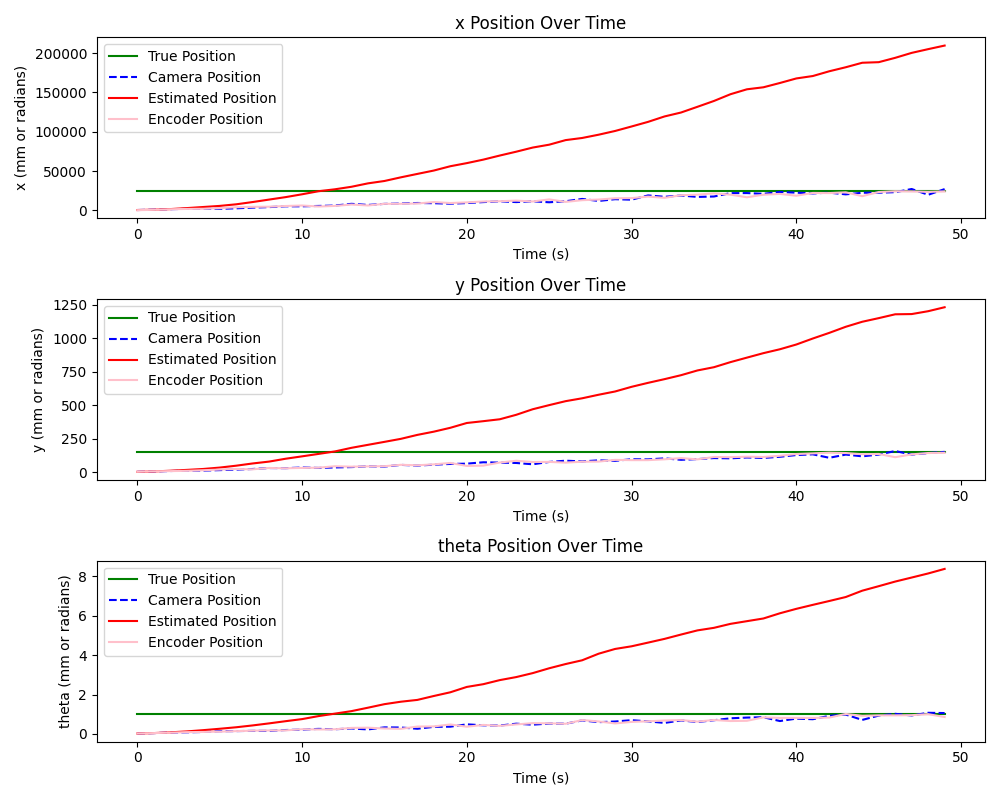 x Position Over Time
True Position
Camera Position
Estimated Position
Encoder Position
x (mm or radians)
200000
150000
100000
50000
0
0 10 20 30 40 50
Time (s)
y Position Over Time
True Position
Camera Position
Estimated Position
Encoder Position
y (mm or radians)
1250
1000
750
500
250
0
0 10 20 30 40 50
Time (s)
theta Position Over Time
True Position
Camera Position
Estimated Position
Encoder Position
theta (mm or radians)
8
6
4
2
0
0 10 20 30 40 50
Time (s)